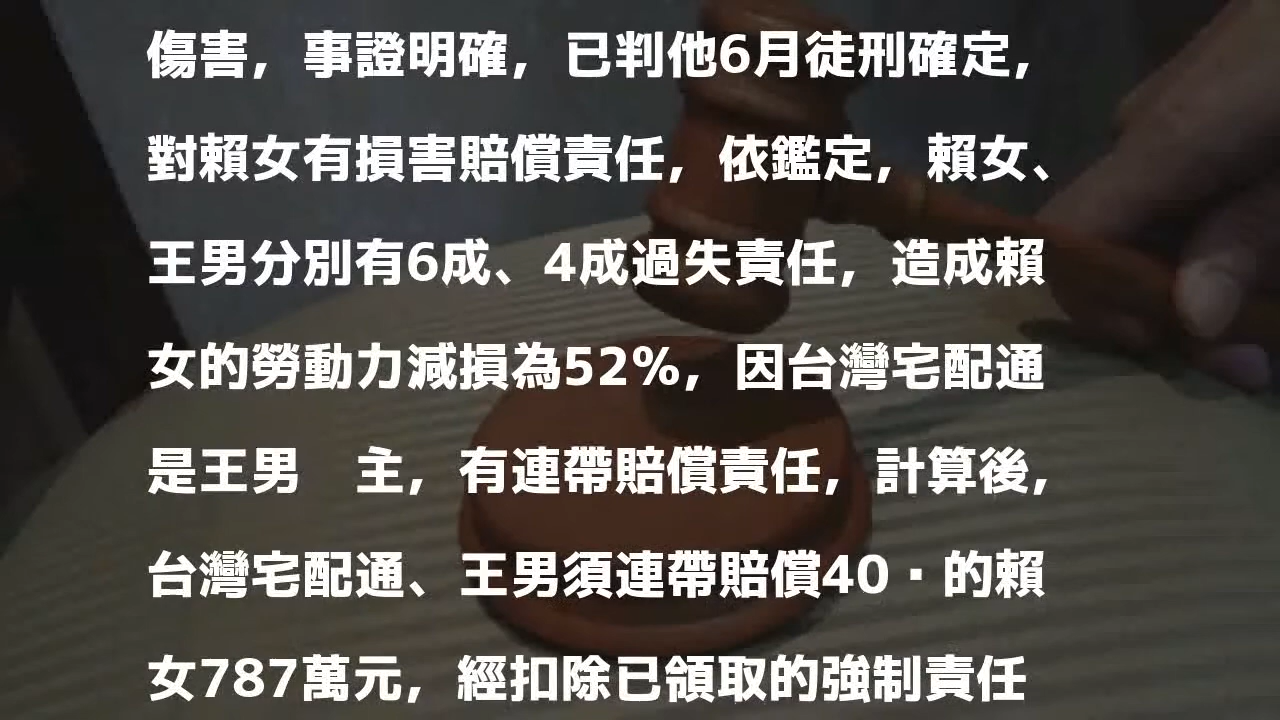 傷害，事證明確，已判他6月徒刑確定，
對賴女有損害賠償責任，依鑑定，賴女、
王男分別有6成、4成過失責任，造成賴
女的勞動力減損為52%，因台灣宅配通
是王男　主，有連帶賠償責任，計算後，
台灣宅配通、王男須連帶賠償40・的賴
女787萬元，經扣除已領取的強制責任